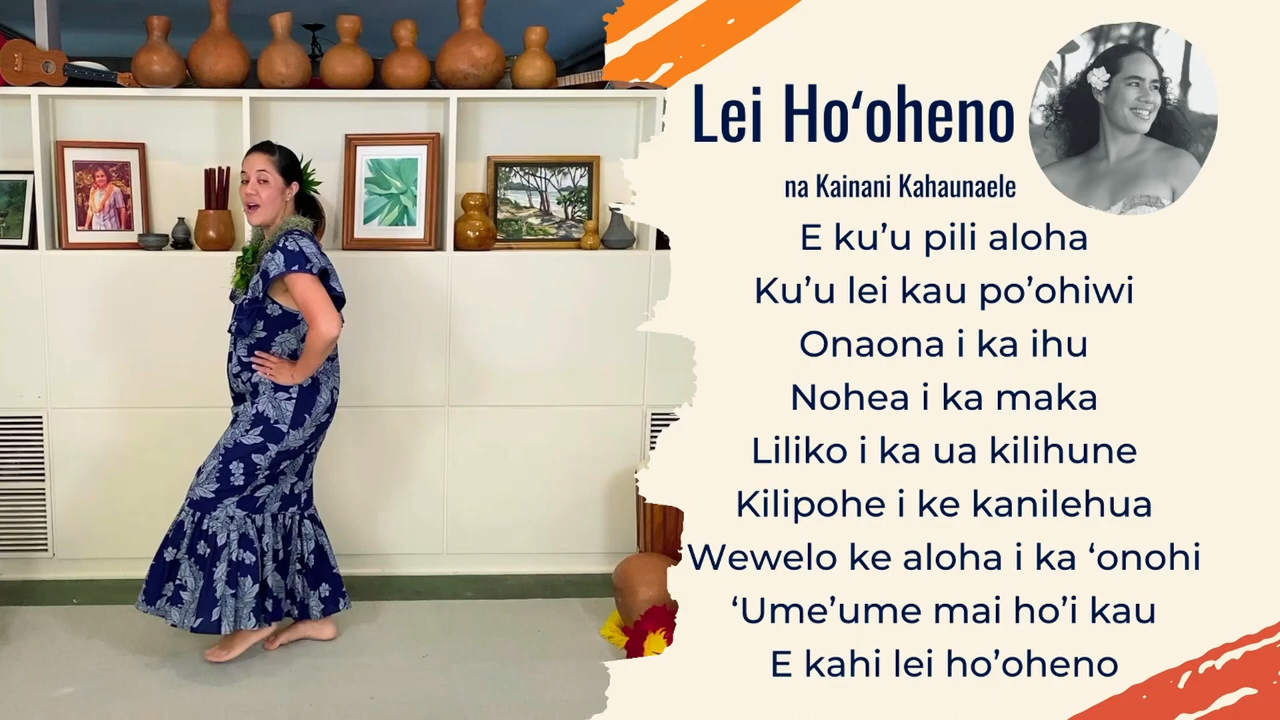 Lei Hoʻoheno
na Kainani Kahaunaele
E ku’u pili aloha
Ku’u lei kau po’ohiwi
Onaona i ka ihu
Nohea i ka maka
Liliko i ka ua kilihune
Kilipohe i ke kanilehua
Wewelo ke aloha i ka ‘onohi
‘Ume’ume mai ho’i kau
E kahi lei ho’oheno